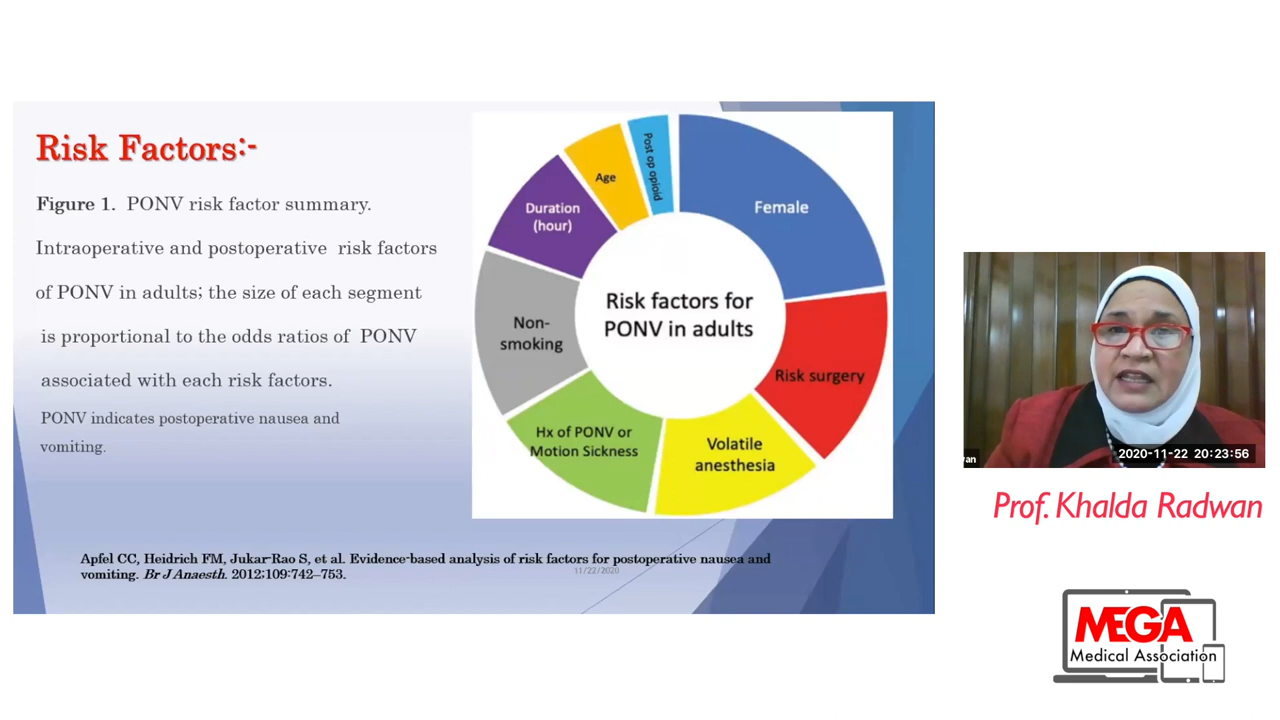 Risk Factors:-
Figure 1. PONV risk factor summary.
Intraoperative and postoperative risk factors
of PONV in adults; the size of each segment
is proportional to the odds ratios of PONV
associated with each risk factors.
PONV indicates postoperative nausea and
vomiting.
Post op opioid
Age
Female
Duration
(hour)
Risk factors for
PONV in adults
Non-
smoking
Risk surgery
Hx of PONV or
Motion Sickness
Volatile
anesthesia
Apfel CC, Heidrich FM, Jukar-Rao S, et al. Evidence-based analysis of risk factors for postoperative nausea and
vomiting. Br J Anaesth. 2012;109:742–753.
11/22/2020
2020-11-22 20:23:56
Prof. Khalda Radwan
MEGA
Medical Association